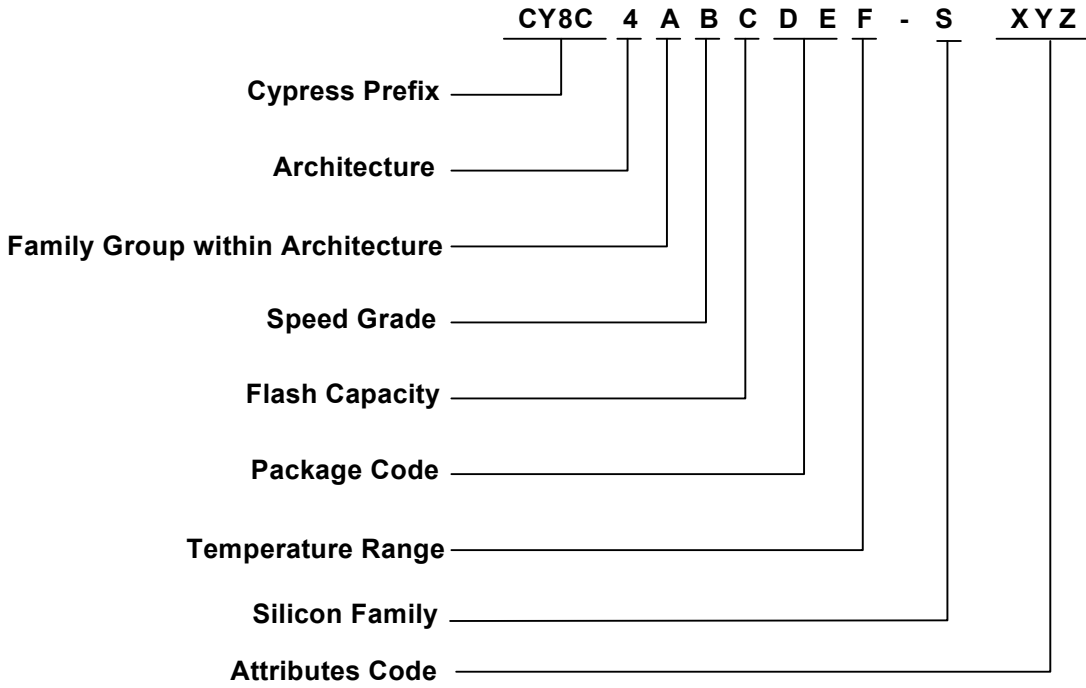 CY8C 4 A B C D E F - S XYZ
Cypress Prefix
Architecture
Family Group within Architecture
Speed Grade
Flash Capacity
Package Code
Temperature Range
Silicon Family
Attributes Code